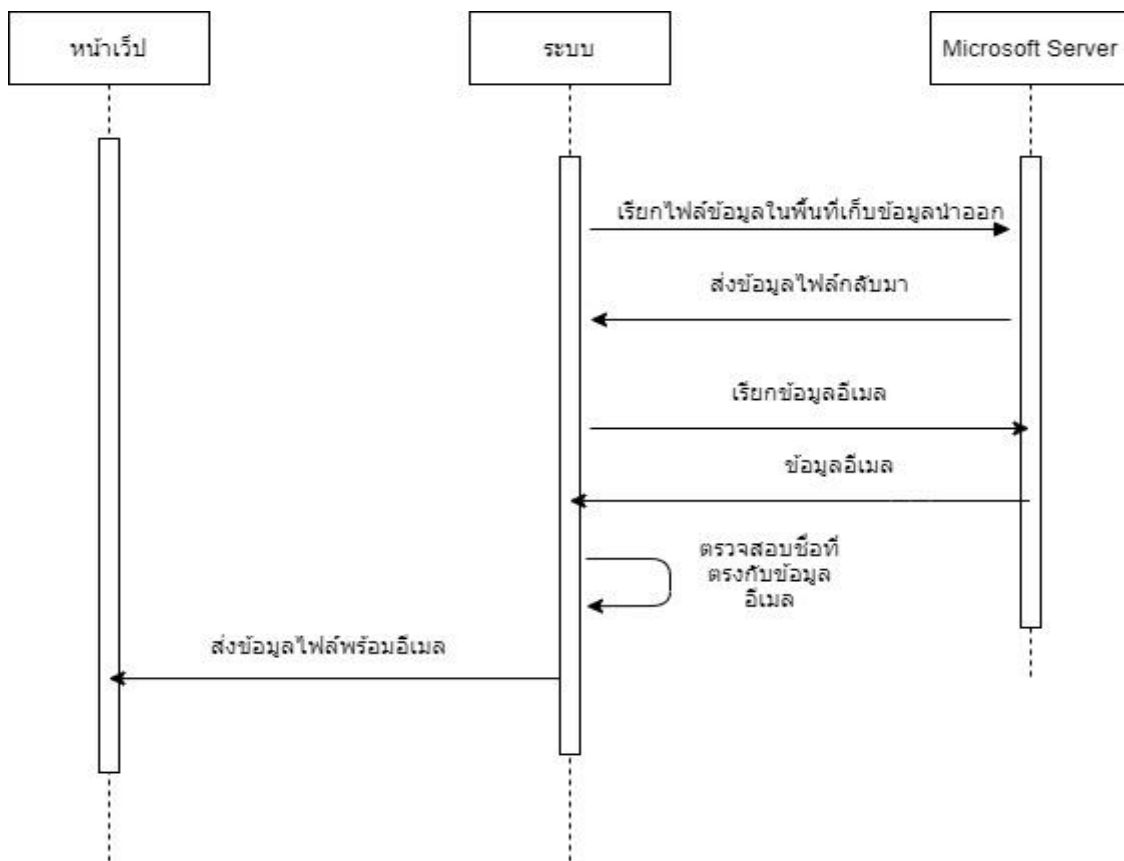 หน้าเว็ป
ระบบ
Microsoft Server
เรียกไฟล์ข้อมูลในพื้นที่เก็บข้อมูลนำออก
ส่งข้อมูลไฟล์กลับมา
เรียกข้อมูลอีเมล
ข้อมูลอีเมล
ตรวจสอบชื่อที่
ตรงกับข้อมูล
อีเมล
ส่งข้อมูลไฟล์พร้อมอีเมล